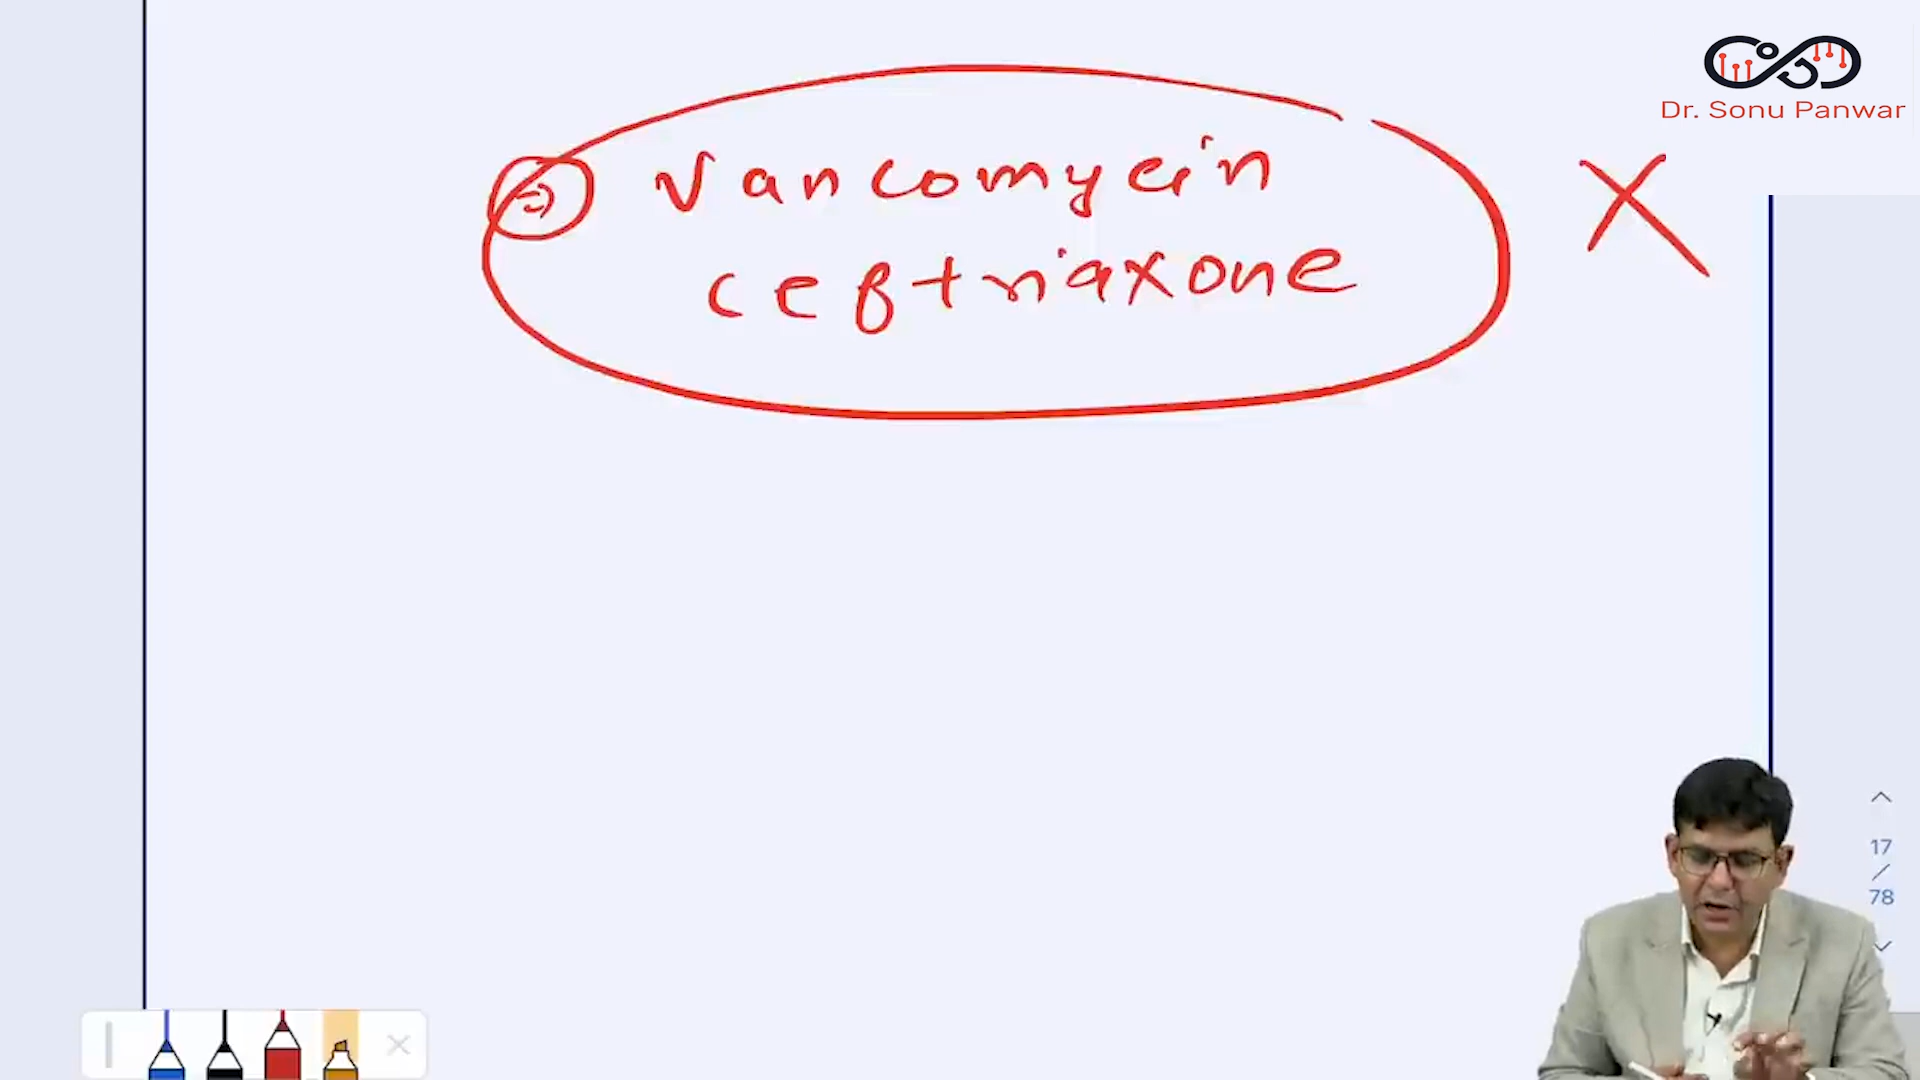 Dr. Sonu Panwar
Vancomycin
ceftriaxone
X
17
/
78